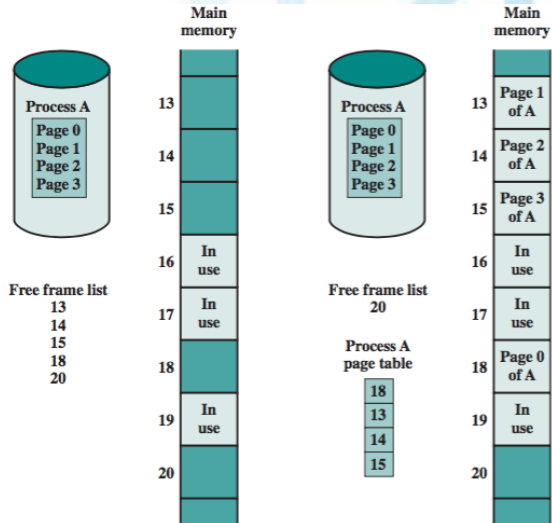 Main
memory
Process A
Page 0
Page 1
Page 2
Page 3
Free frame list
13
14
15
18
20
13
14
15
16
In
use
17
In
use
18
19
In
use
20
Main
memory
Process A
Page 0
Page 1
Page 2
Page 3
Free frame list
20
Process A
page table
18
13
14
15
13
Page 1
of A
14
Page 2
of A
15
Page 3
of A
16
In
use
17
In
use
18
Page 0
of A
19
In
use
20